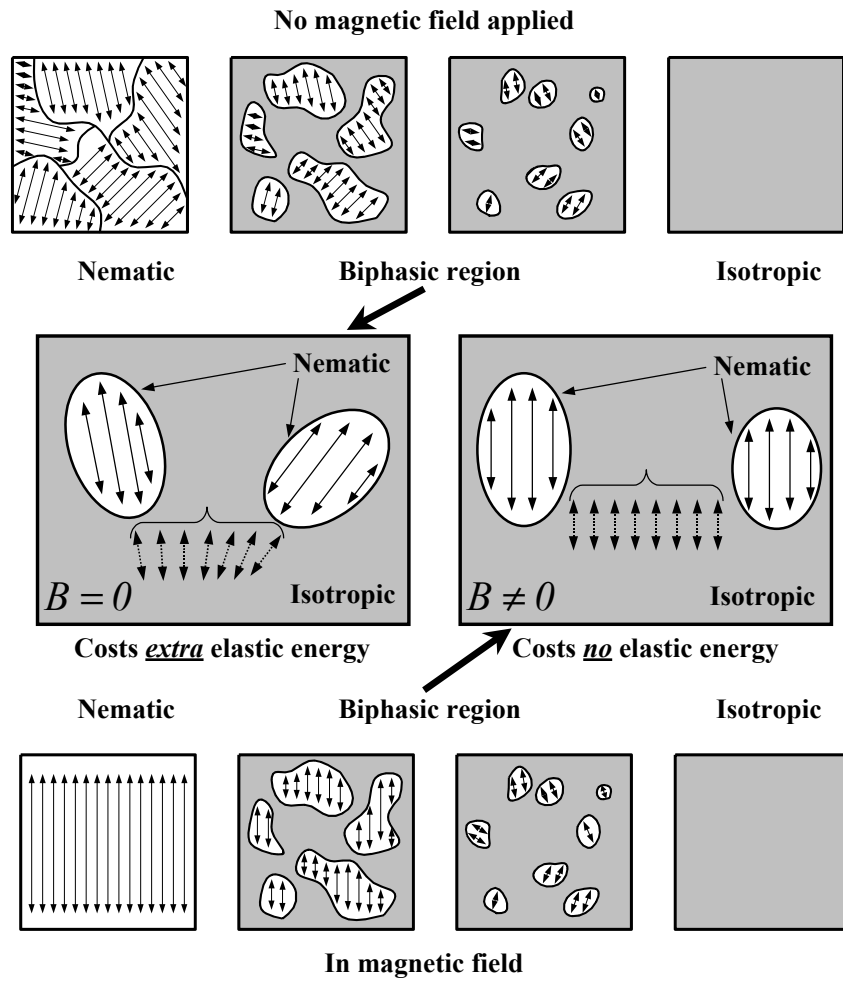 No magnetic field applied
Nematic Biphasic region Isotropic
Nematic Nematic
B = 0 Isotropic B ≠ 0 Isotropic
Costs extra elastic energy Costs no elastic energy
Nematic Biphasic region Isotropic
In magnetic field